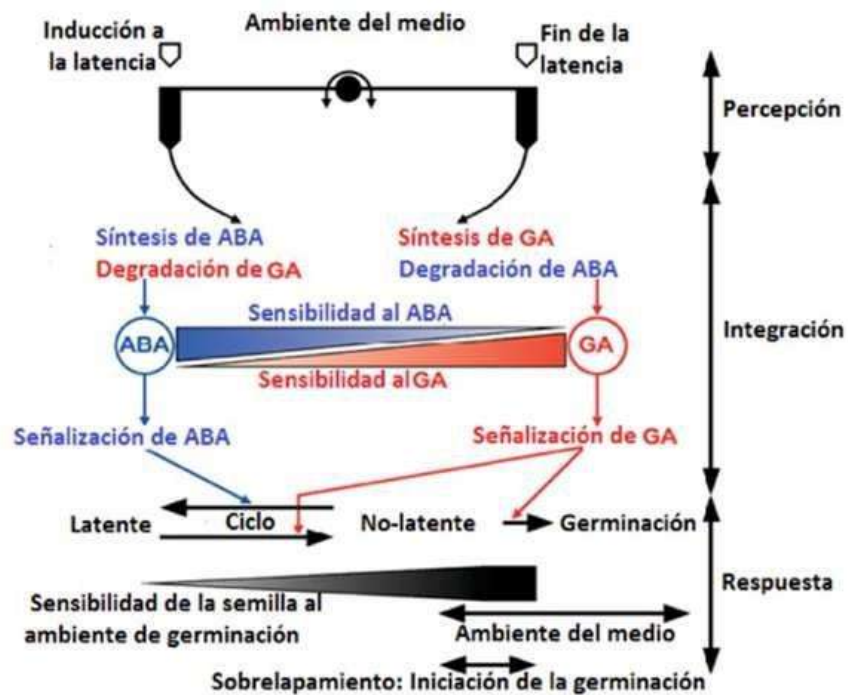 Inducción a
la latencia
Ambiente del medio
Fin de la
latencia
Percepción
Síntesis de ABA
Degradación de GA
Síntesis de GA
Degradación de ABA
Sensibilidad al ABA
ABA
GA
Integración
Sensibilidad al GA
Señalización de ABA
Señalización de GA
Latente
Ciclo
No-latente
Germinación
Respuesta
Sensibilidad de la semilla al
ambiente de germinación
Ambiente del medio
Sobrelapamiento: Iniciación de la germinación